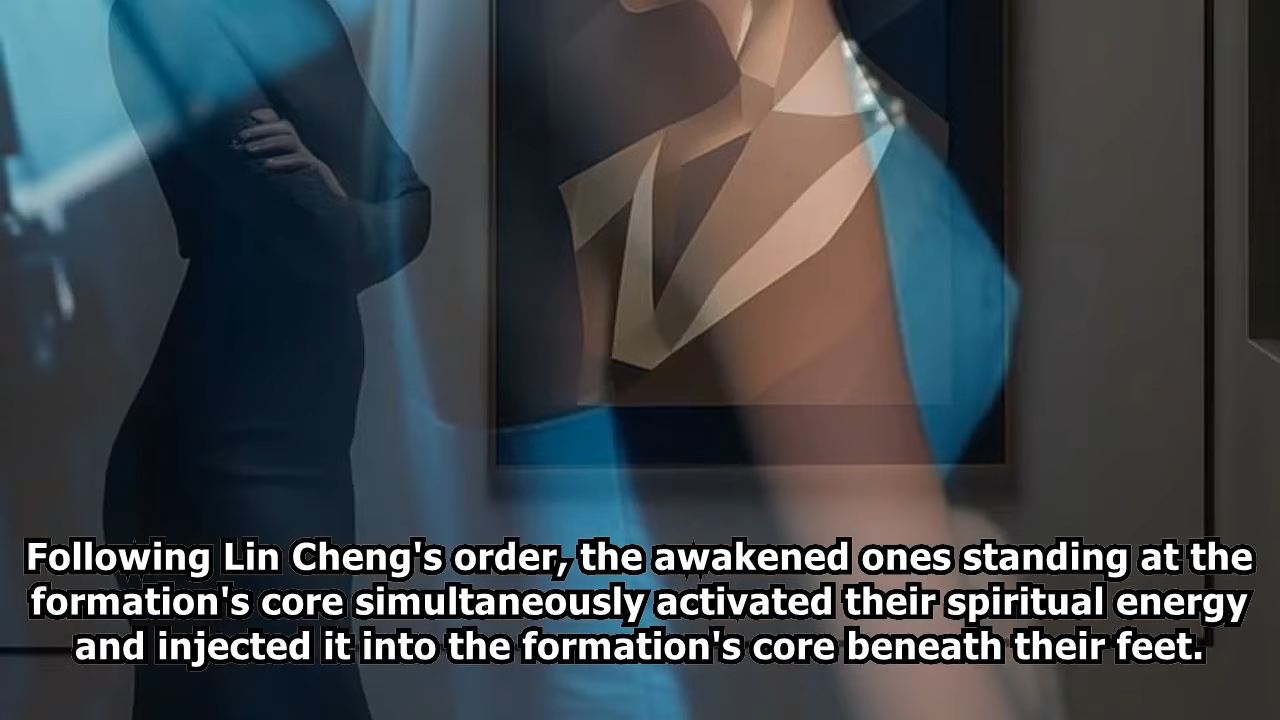 Following Lin Cheng's order, the awakened ones standing at the
formation's core simultaneously activated their spiritual energy
and injected it into the formation's core beneath their feet.